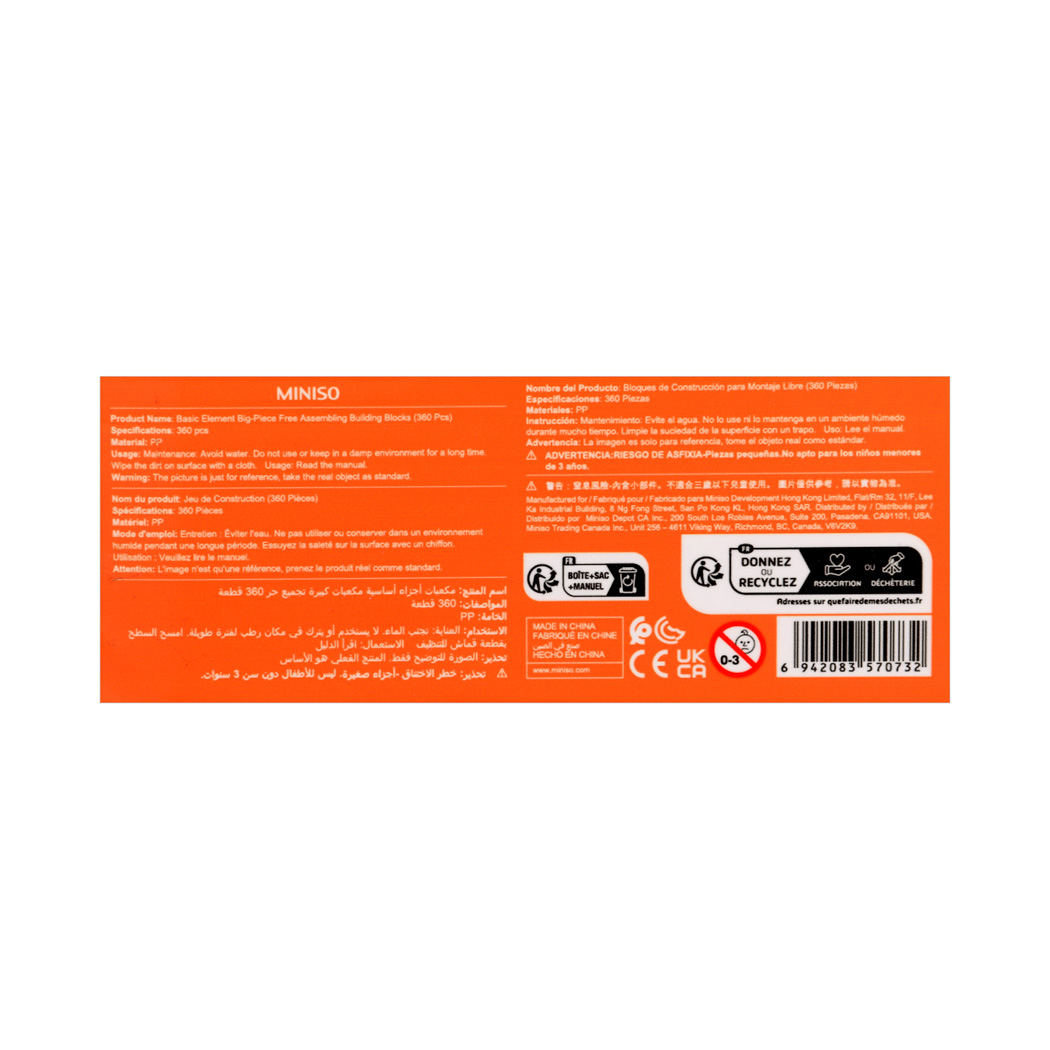 MINISO
Product Name: Basic Element Big-Piece Free Assembling Building Blocks (360 Pcs)
Specifications: 360 pcs
Material: PP
Usage: Maintenance: Avoid water. Do not use or keep in a damp environment for a long time.
Wipe the dirt on surface with a cloth. Usage: Read the manual.
Warning: The picture is just for reference, take the real object as standard.
Nom du produit: Jeu de Construction (360 Pièces)
Spécifications: 360 Pièces
Matériel: PP
Mode d'emploi: Entretien : Éviter l'eau. Ne pas utiliser ou conserver dans un environnement
humide pendant une longue période. Essuyez la saleté sur la surface avec un chiffon.
Utilisation : Veuillez lire le manuel.
Attention: L'image n'est qu'une référence, prenez le produit réel comme standard.
اسم المنتج: مكعبات أجزاء أساسية مكعبات كبيرة تجميع حر 360 قطعة
المواصفات: 360 قطعة
الخامة: PP
الاستخدام: العناية: تجنب الماء. لا يستخدم أو يترك في مكان رطب لفترة طويلة. امسح السطح
بقطعة قماش للتنظيف الاستعمال: اقرأ الدليل
تحذير: الصورة للتوضيح فقط. المنتج الفعلي هو الأساس
⚠ تحذير: خطر الاختناق -أجزاء صغيرة. ليس للأطفال دون سن 3 سنوات.
Nombre del Producto: Bloques de Construcción para Montaje Libre (360 Piezas)
Especificaciones: 360 Piezas
Materiales: PP
Instrucción: Mantenimiento: Evite el agua. No lo use ni lo mantenga en un ambiente húmedo
durante mucho tiempo. Limpie la suciedad de la superficie con un trapo. Uso: Lee el manual.
Advertencia: La imagen es solo para referencia, tome el objeto real como estándar.
⚠ ADVERTENCIA:RIESGO DE ASFIXIA-Piezas pequeñas.No apto para los niños menores
de 3 años.
⚠ 警告：窒息風險-內含小部件。不適合三歲以下兒童使用。 圖片僅供參考，請以實物為准。
Manufactured for / Fabriqué pour / Fabricado para Miniso Development Hong Kong Limited, Flat/Rm 32, 11/F, Lee
Ka Industrial Building, 8 Ng Fong Street, San Po Kong KL, Hong Kong SAR. Distributed by / Distribués par /
Distribuido por Miniso Depot CA Inc., 200 South Los Robles Avenue, Suite 200, Pasadena, CA91101, USA.
Miniso Trading Canada Inc., Unit 256 – 4611 Viking Way, Richmond, BC, Canada, V6V2K9.
FR
BOÎTE+SAC
+MANUEL
FR
DONNEZ
OU
RECYCLEZ
ASSOCIATION
OU
DÉCHÈTERIE
Adresses sur quefairedemesdechets.fr
MADE IN CHINA
FABRIQUÉ EN CHINE
صنع في الصين
HECHO EN CHINA
www.miniso.com
CE
UK
CA
0-3
6 942083 570732